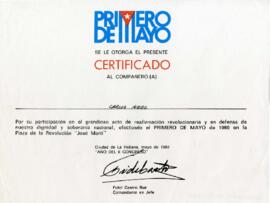 PRIMERO
DE MAYO
SE LE OTORGA EL PRESENTE
CERTIFICADO
AL COMPAÑERO (A)
CARLOS
Por su participación en el grandioso acto de reafirmación revolucionaria y en defensa de
nuestra dignidad y soberanía nacional, efectuado el PRIMERO DE MAYO de 1980 en la
Plaza de la Revolución "José Martí"
Ciudad de La Habana, mayo de 1980
"AÑO DEL II CONGRESO"
Fidel Castro Ruz
Comandante en Jefe